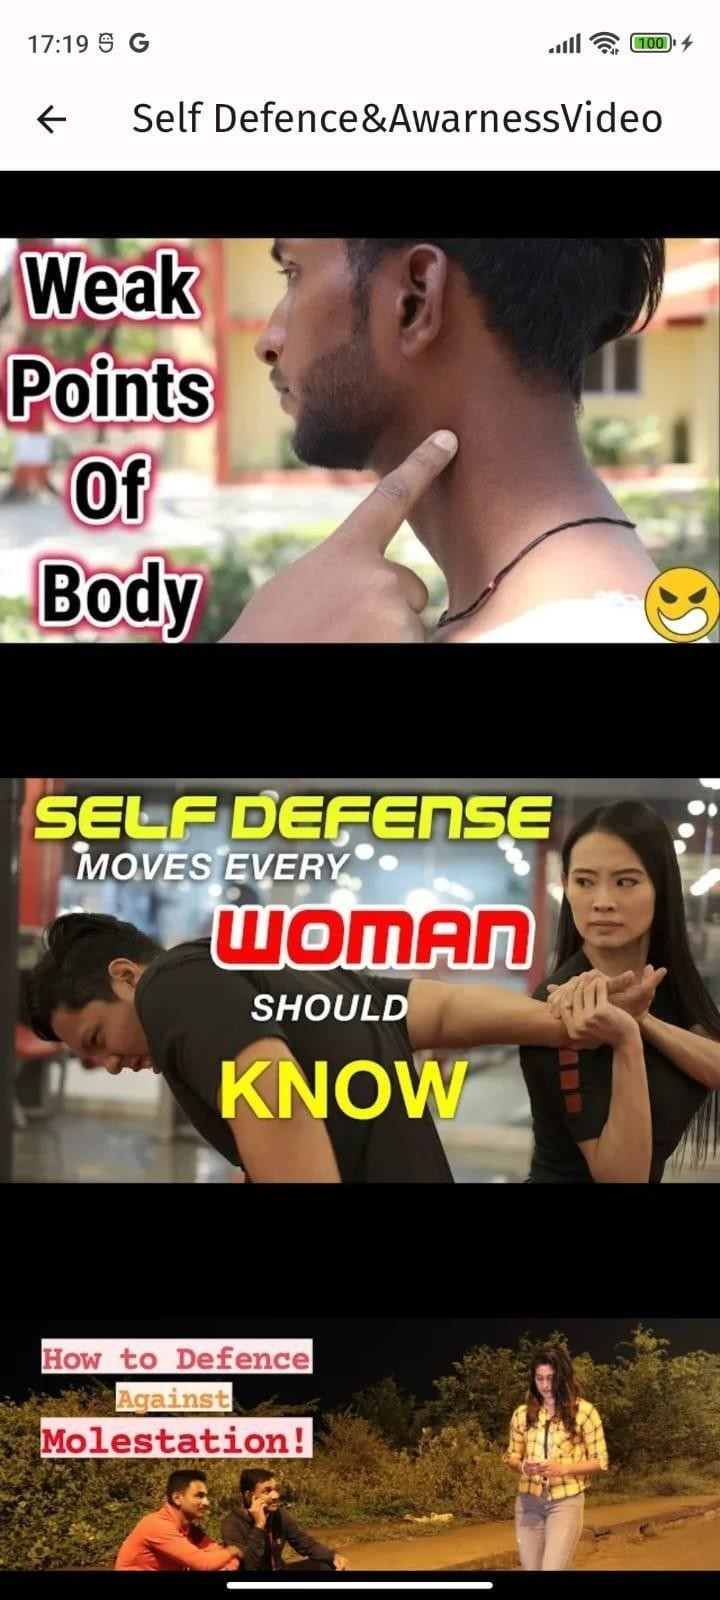 17:19
100
Self Defence&AwarnessVideo
Weak
Points
Of
Body
SELF DEFENSE
MOVES EVERY
WOMAN
SHOULD
KNOW
How to Defence
Against
Molestation!